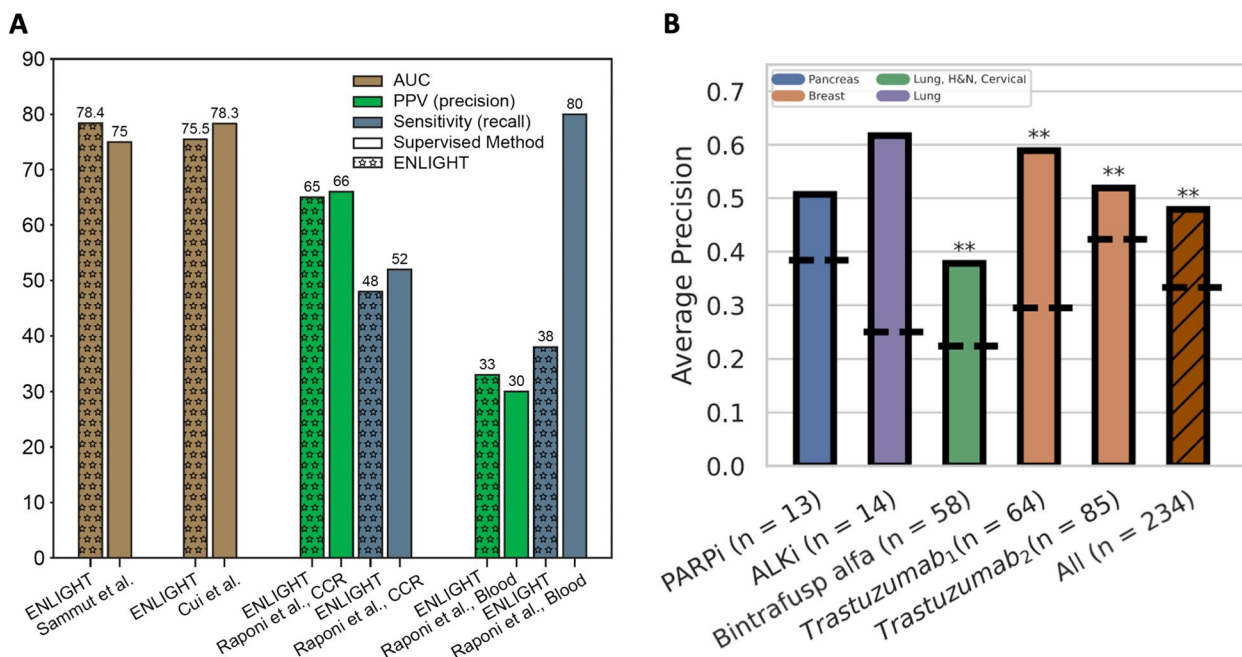 A
90
80
70
60
50
40
30
20
10
0
AUC
PPV (precision)
Sensitivity (recall)
Supervised Method
ENLIGHT
78.4
75
75.5
78.3
65
66
48
52
33
30
38
80
ENLIGHT
Sammut et al.
ENLIGHT
Cui et al.
ENLIGHT
Raponi et al., CCR
ENLIGHT
Raponi et al., CCR
ENLIGHT
Raponi et al., Blood
ENLIGHT
Raponi et al., Blood
B
Average Precision
0.7
0.6
0.5
0.4
0.3
0.2
0.1
0.0
Pancreas
Breast
Lung, H&N, Cervical
Lung
**
**
**
**
PARPi (n = 13)
ALKi (n = 14)
Bintrafusp alfa (n = 58)
Trastuzumab₁(n = 64)
Trastuzumab₂(n = 85)
All (n = 234)